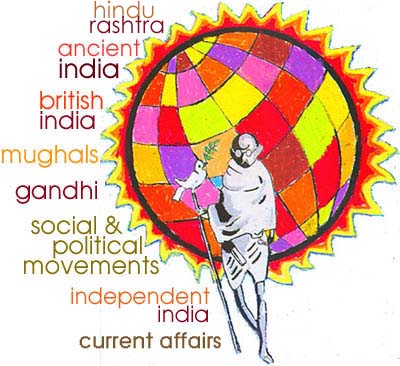 hindu
rashtra
ancient
india
british
india
mughals
gandhi
social &
political
movements
independent
india
current affairs